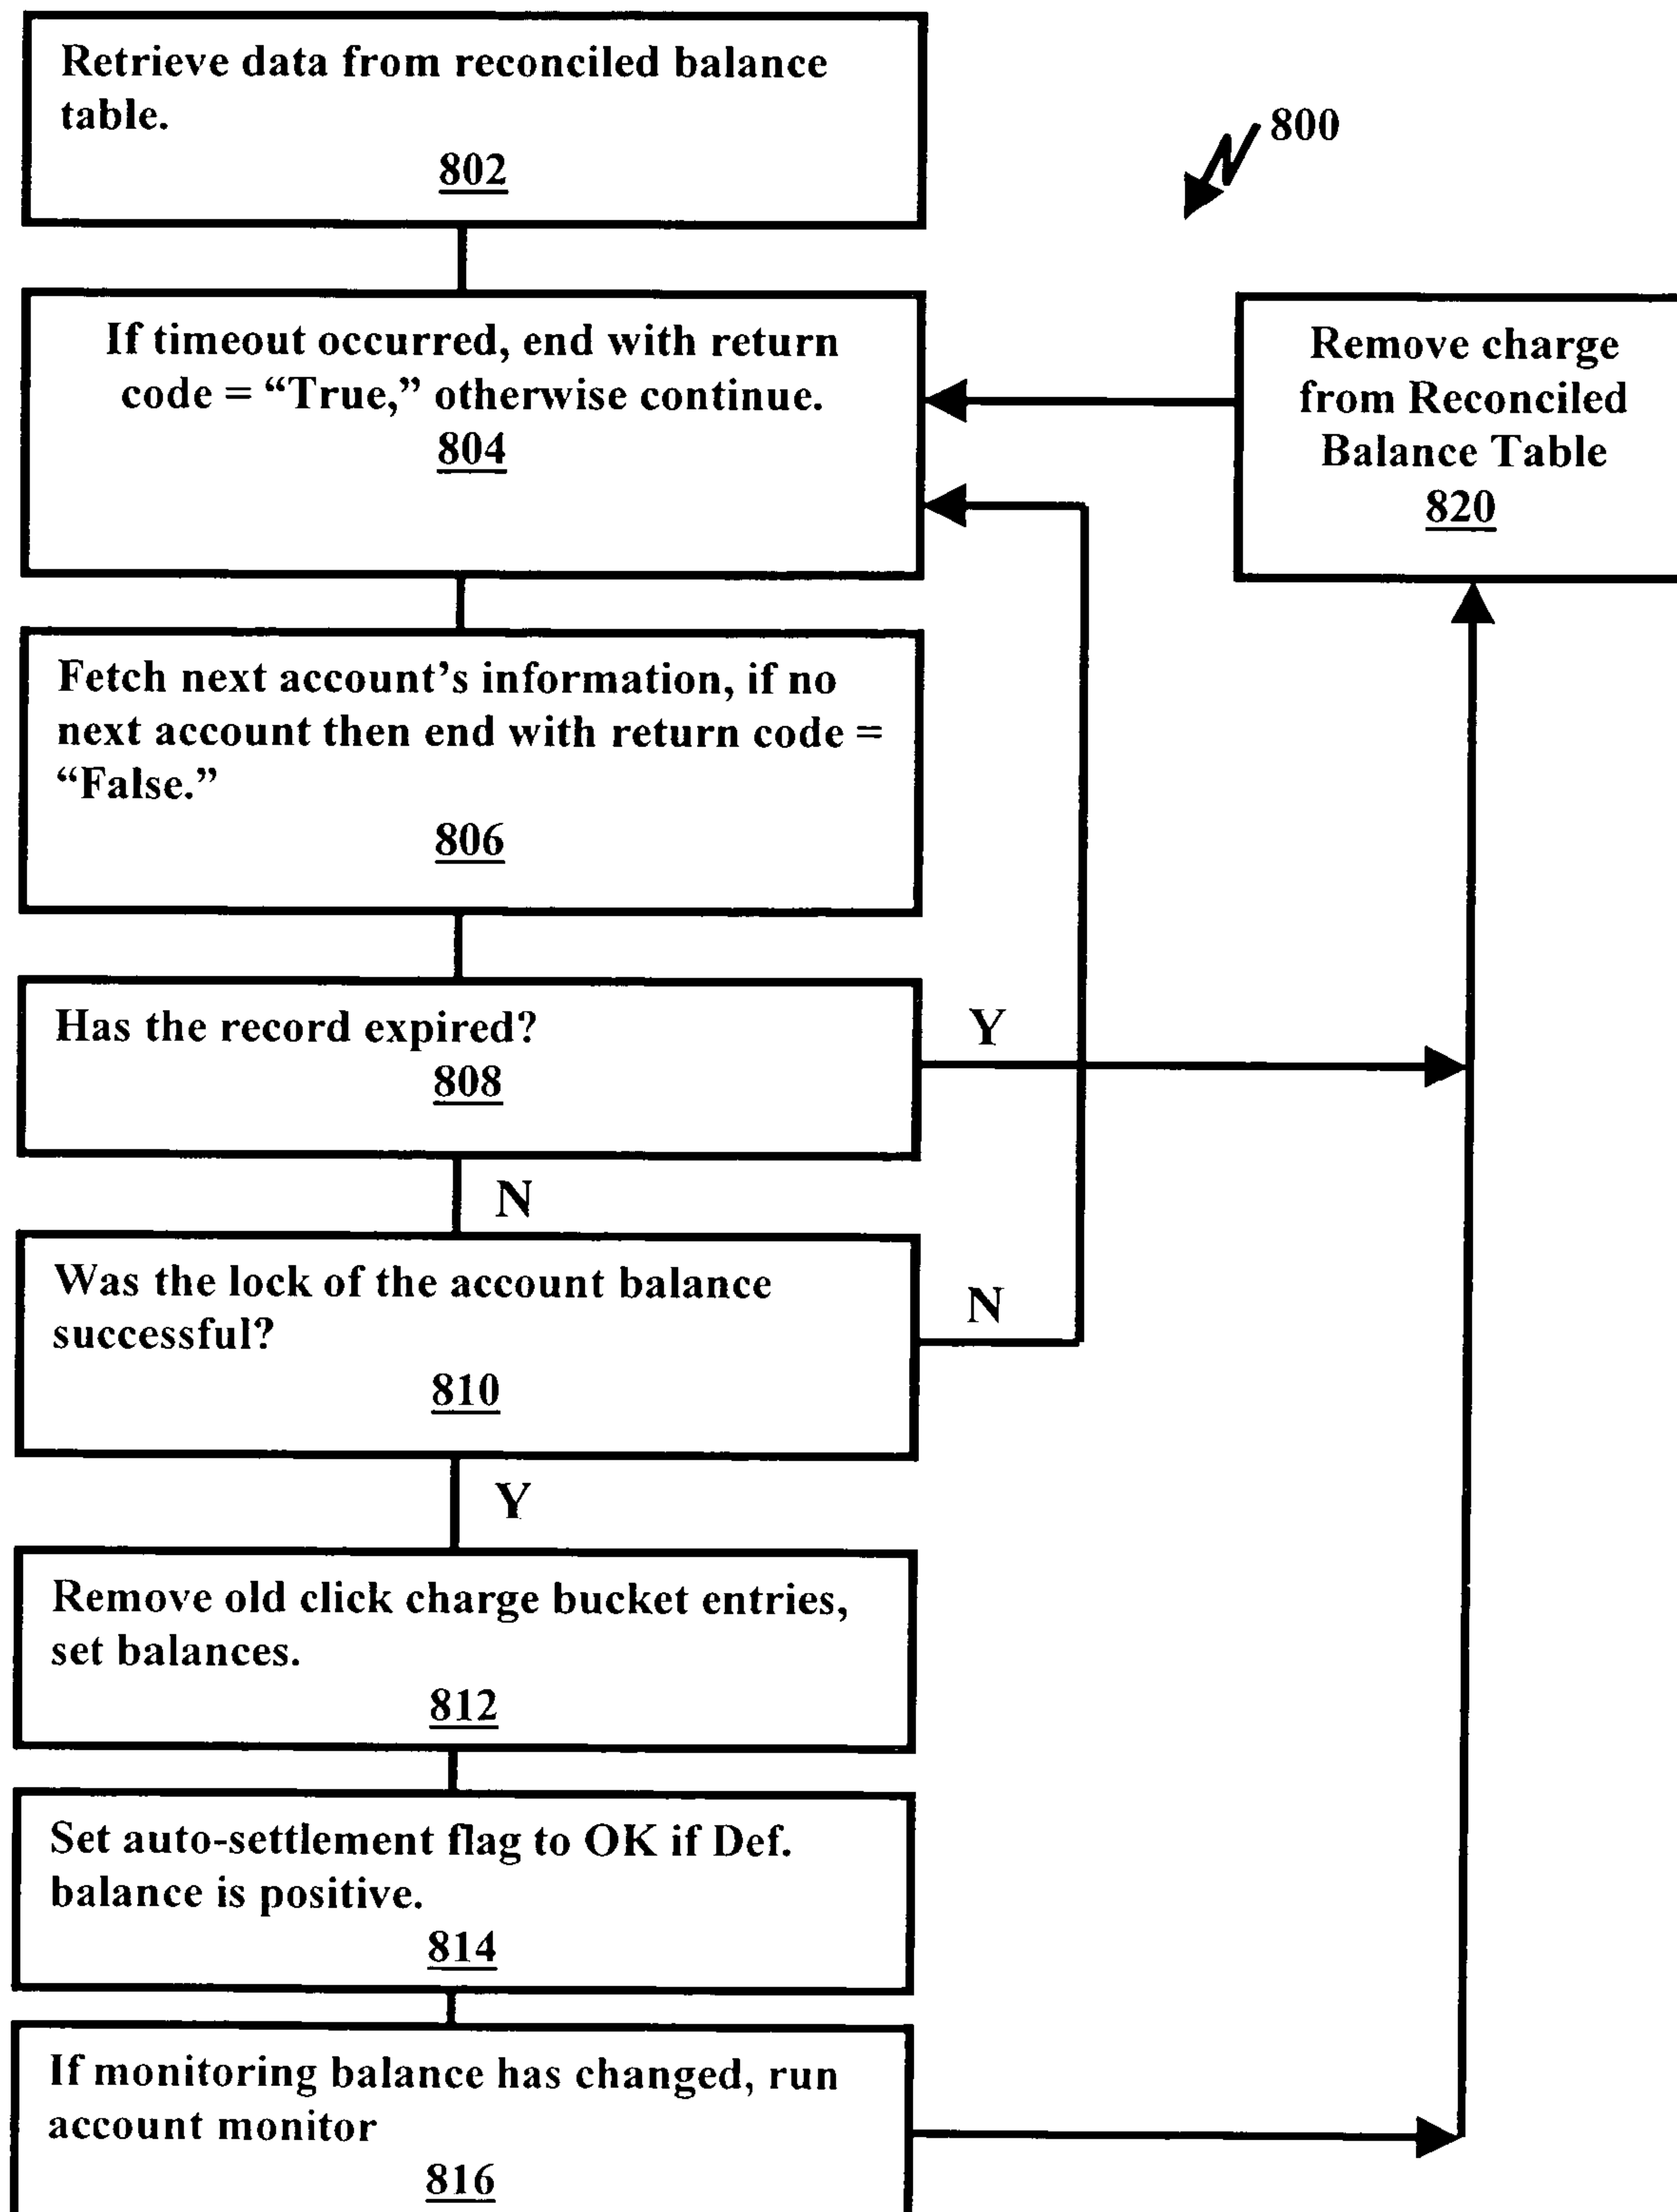 Retrieve data from reconciled balance
table.
802
800
If timeout occurred, end with return
code = “True,” otherwise continue.
804
Remove charge
from Reconciled
Balance Table
820
Fetch next account’s information, if no
next account then end with return code =
“False.”
806
Has the record expired?
808
Y
N
Was the lock of the account balance
successful?
810
N
Y
Remove old click charge bucket entries,
set balances.
812
Set auto-settlement flag to OK if Def.
balance is positive.
814
If monitoring balance has changed, run
account monitor
816